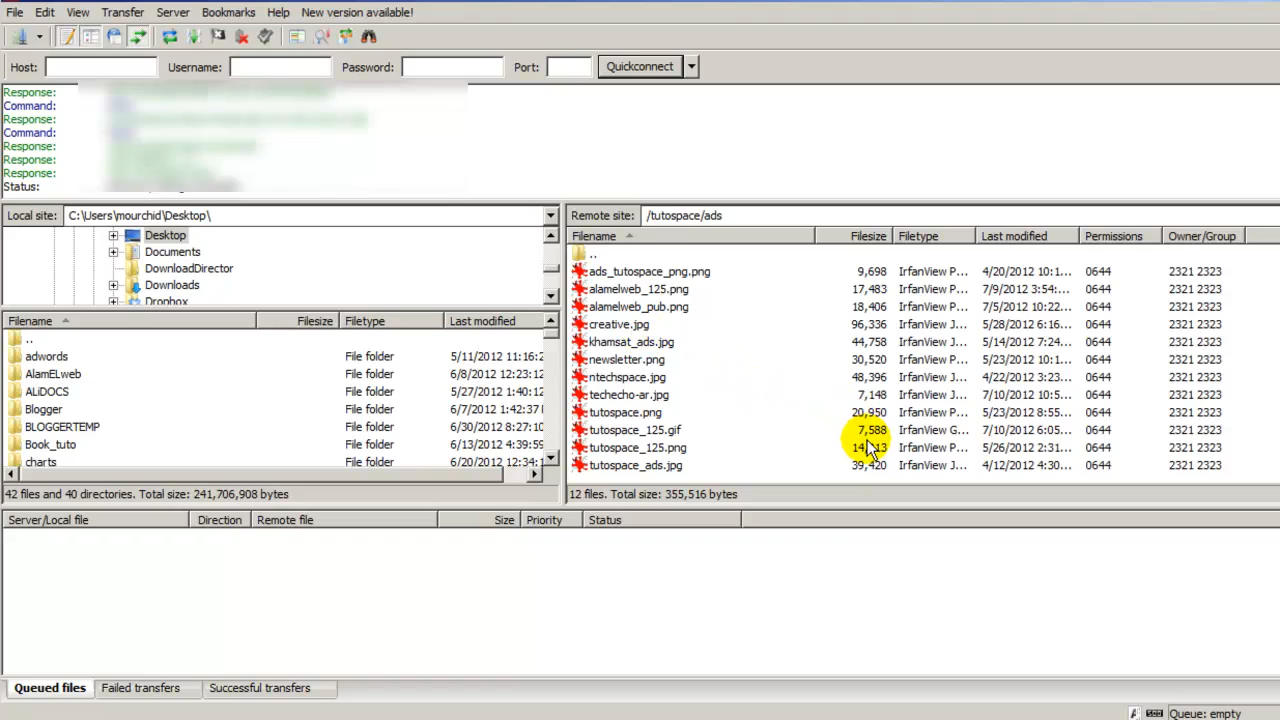 File Edit View Transfer Server Bookmarks Help New version available!
Host: Username: Password: Port: Quickconnect
Response:
Command:
Response:
Command:
Response:
Response:
Response:
Status:
Local site: C:\Users\mourchid\Desktop\
Desktop
Documents
DownloadDirector
Downloads
Dropbox
Filename Filesize Filetype Last modified
..
adwords File folder 5/11/2012 11:16:2
AlamELweb File folder 6/8/2012 12:23:12
ALiDOCS File folder 5/27/2012 1:40:12
Blogger File folder 6/7/2012 1:42:37
BLOGGERTEMP File folder 6/30/2012 8:27:10
Book_tuto File folder 6/13/2012 4:39:59
charts File folder 6/20/2012 12:34:1
42 files and 40 directories. Total size: 241,706,908 bytes
Remote site: /tutospace/ads
Filename Filesize Filetype Last modified Permissions Owner/Group
..
ads_tutospace_png.png 9,698 IrfanView P... 4/20/2012 10:1... 0644 2321 2323
alamelweb_125.png 17,483 IrfanView P... 7/9/2012 3:54:... 0644 2321 2323
alamelweb_pub.png 18,406 IrfanView P... 7/5/2012 10:22... 0644 2321 2323
creative.jpg 96,336 IrfanView J... 5/28/2012 6:16... 0644 2321 2323
khamsat_ads.jpg 44,758 IrfanView J... 5/14/2012 7:24... 0644 2321 2323
newsletter.png 30,520 IrfanView P... 5/23/2012 10:1... 0644 2321 2323
ntechspace.jpg 48,396 IrfanView J... 4/22/2012 3:23... 0644 2321 2323
techecho-ar.jpg 7,148 IrfanView J... 7/10/2012 10:5... 0644 2321 2323
tutospace.png 20,950 IrfanView P... 5/23/2012 8:55... 0644 2321 2323
tutospace_125.gif 7,588 IrfanView G... 7/10/2012 6:05... 0644 2321 2323
tutospace_125.png IrfanView P... 5/26/2012 2:31... 0644 2321 2323
tutospace_ads.jpg 39,420 IrfanView J... 4/12/2012 4:30... 0644 2321 2323
12 files. Total size: 355,516 bytes
Server/Local file Direction Remote file Size Priority Status
Queued files Failed transfers Successful transfers
Queue: empty